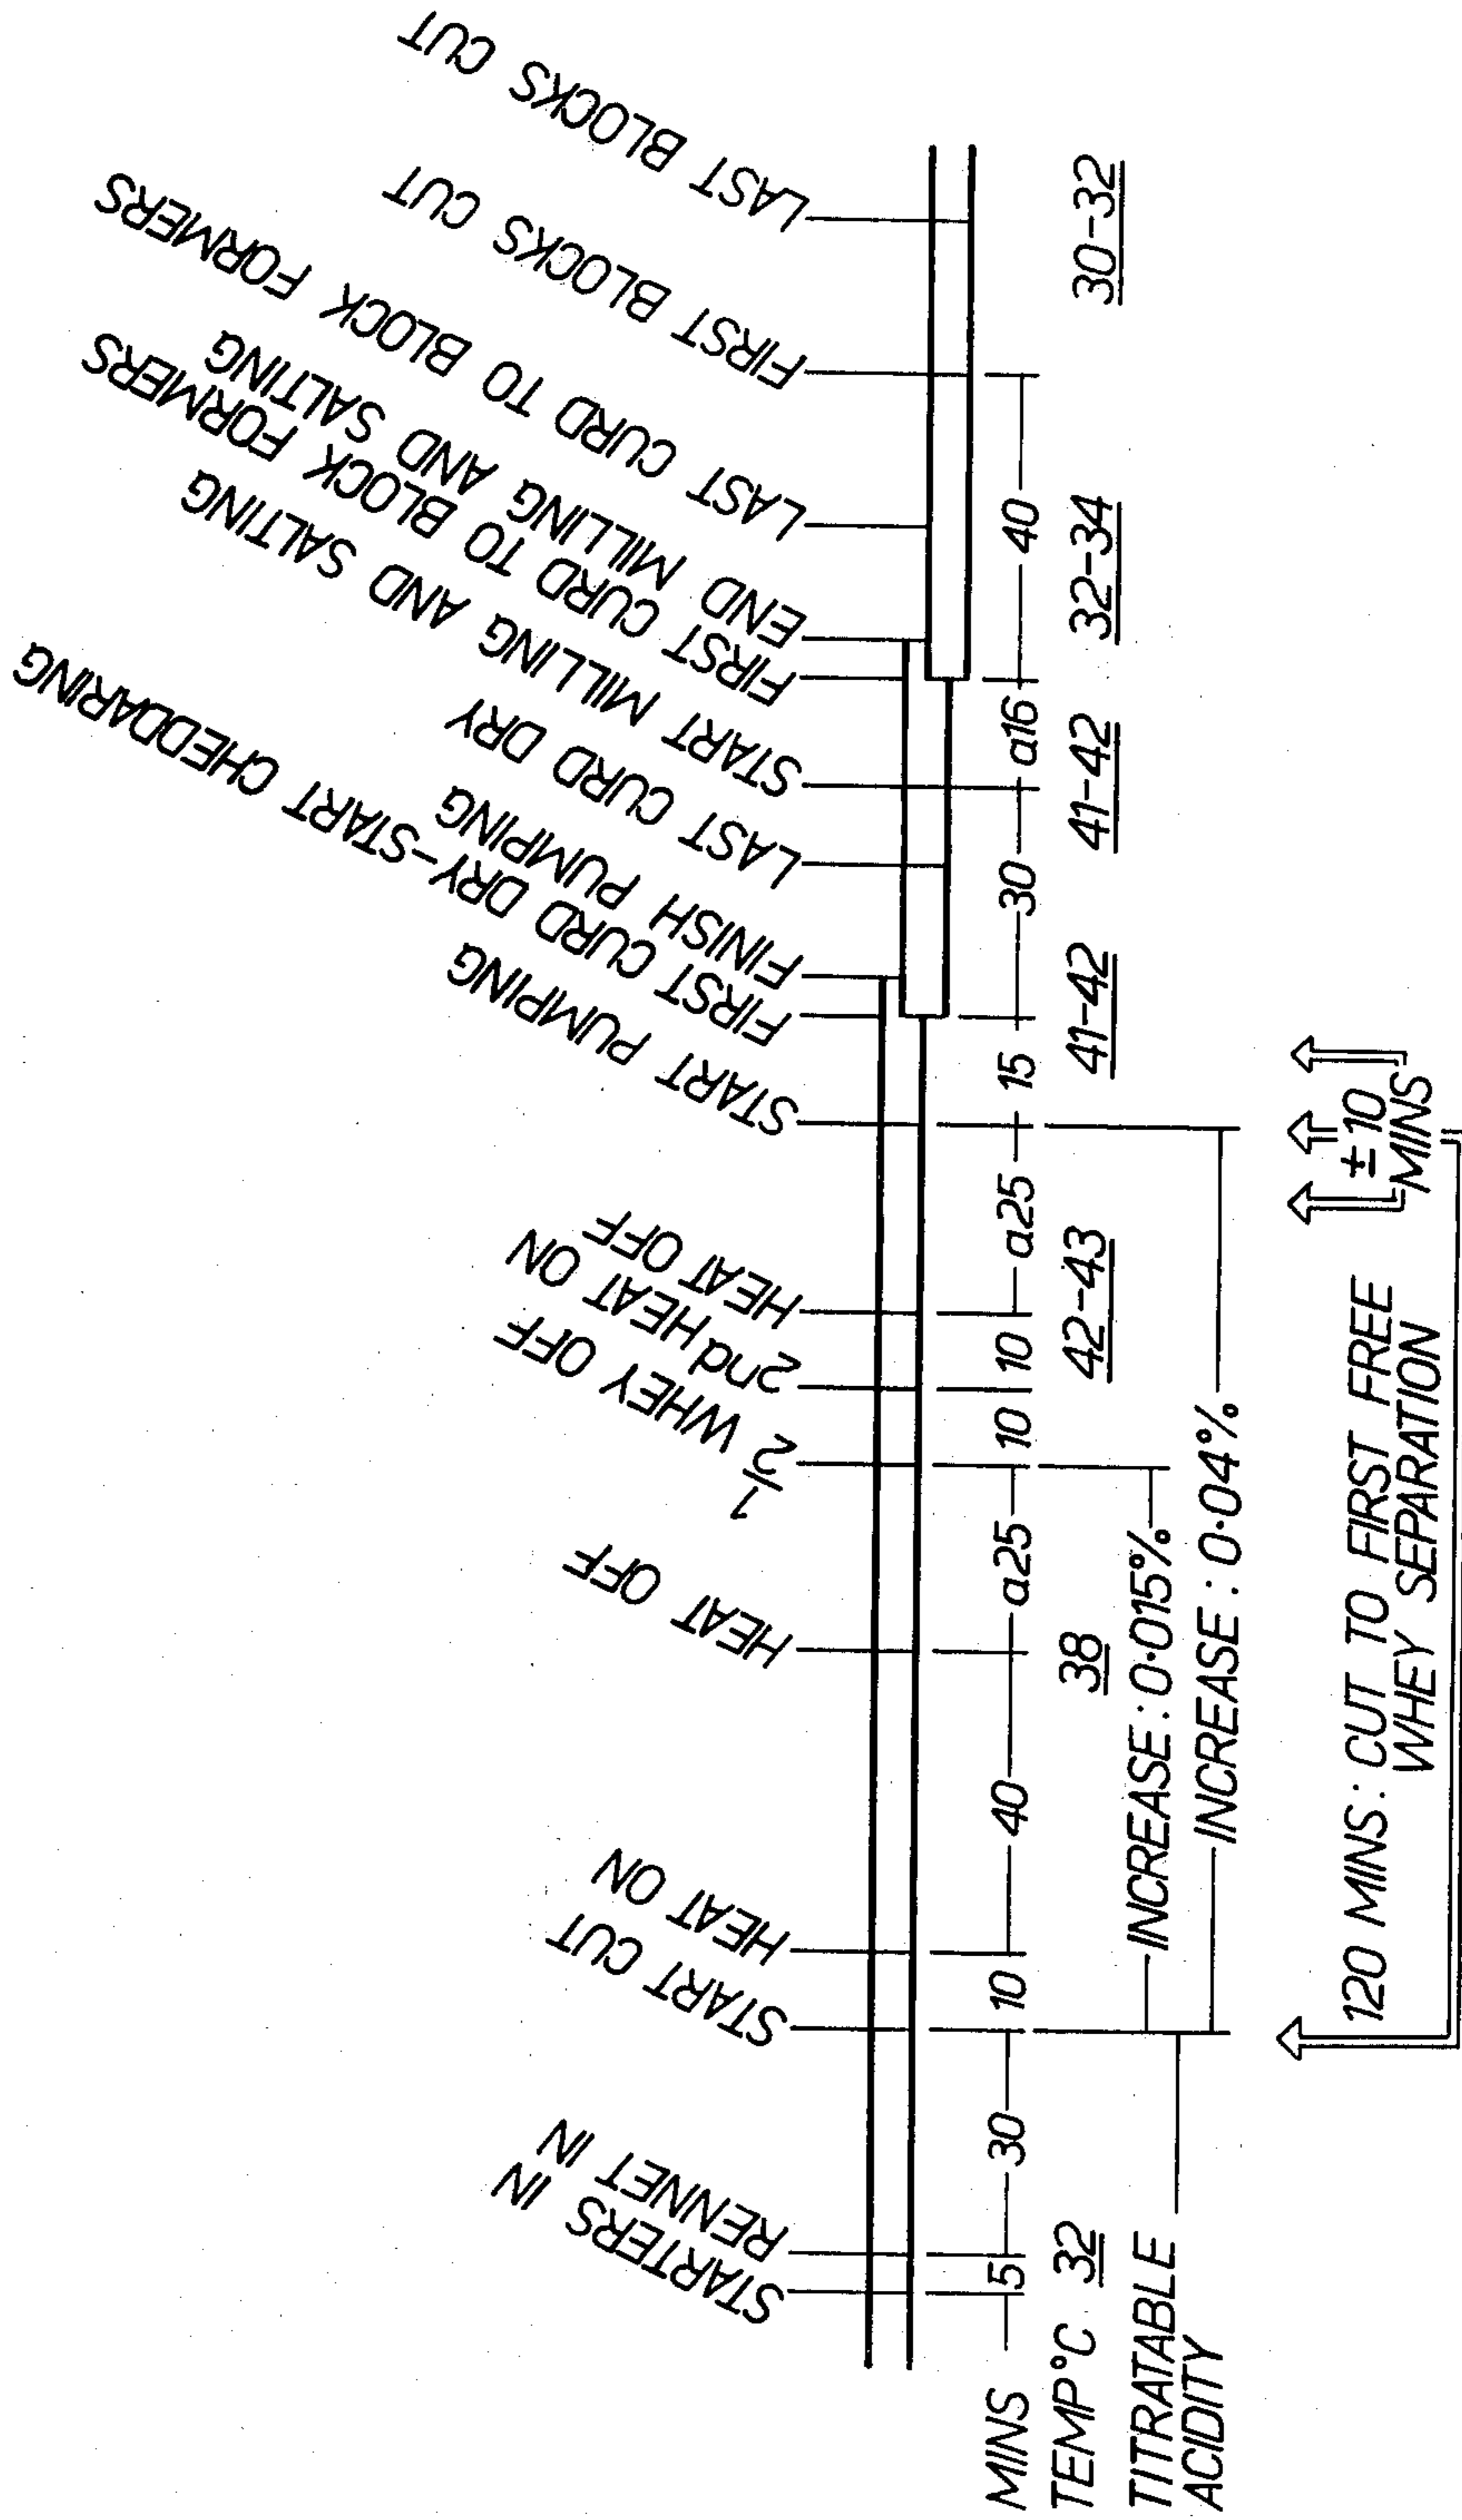 STARTERS IN
RENNET IN
START CUT
HEAT ON
HEAT OFF
1/2 WHEY OFF
2nd HEAT ON
HEAT OFF
START PUMPING
FIRST CURD DRY-START CHEDDARING
FINISH PUMPING
LAST CURD DRY
START MILLING AND SALTING
FIRST CURD TO BLOCK FORMERS
END MILLING AND SALTING
LAST CURD TO BLOCK FORMERS
FIRST BLOCKS CUT
LAST BLOCKS CUT
MINS 5 30 10 40 a25 10 10 a25 15 30 a16 40
TEMP°C 32 38 42-43 41-42 41-42 32-34 30-32
TITRATABLE
ACIDITY
INCREASE: 0·015%
INCREASE: 0·04%
120 MINS: CUT TO FIRST FREE
WHEY SEPARATION
±10
MINS